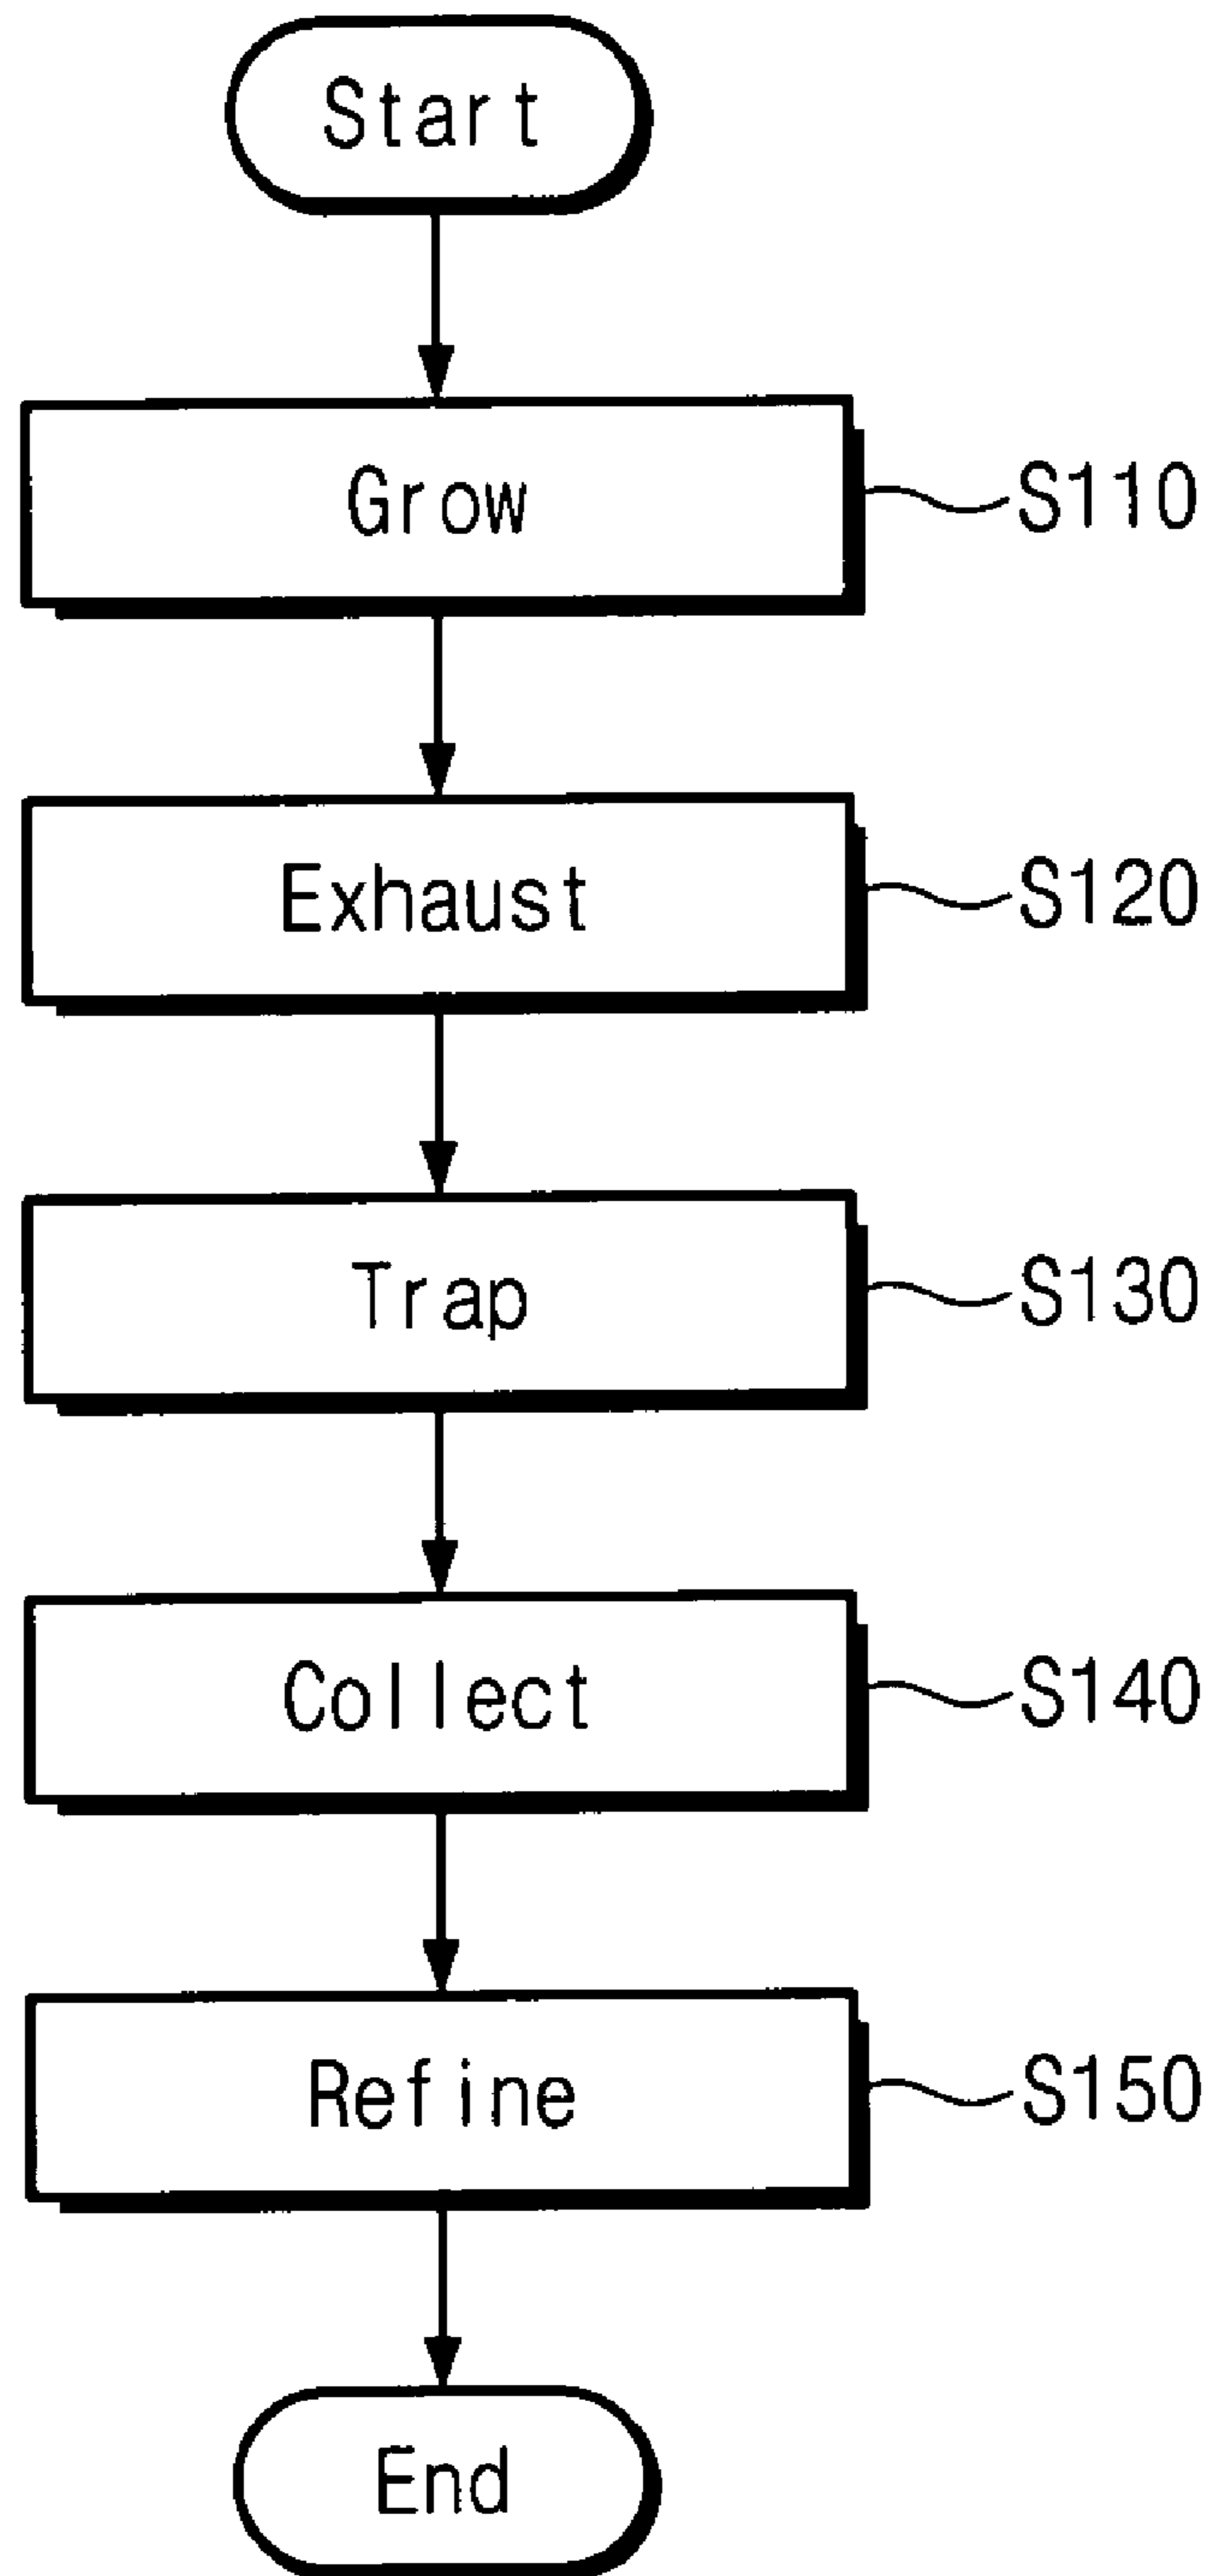 Start
Grow
S110
Exhaust
S120
Trap
S130
Collect
S140
Refine
S150
End